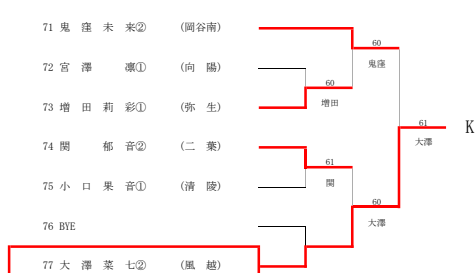 71 鬼 窪 未 来② (岡谷南)
60
鬼窪
72 宮 澤 凛① (向 陽)
60
73 増 田 莉 彩① (弥 生)
増田
61
K
大澤
74 関 郁 音② (二 葉)
61
関
75 小 口 果 音① (清 陵)
60
大澤
76 BYE
77 大 澤 菜 七② (風 越)